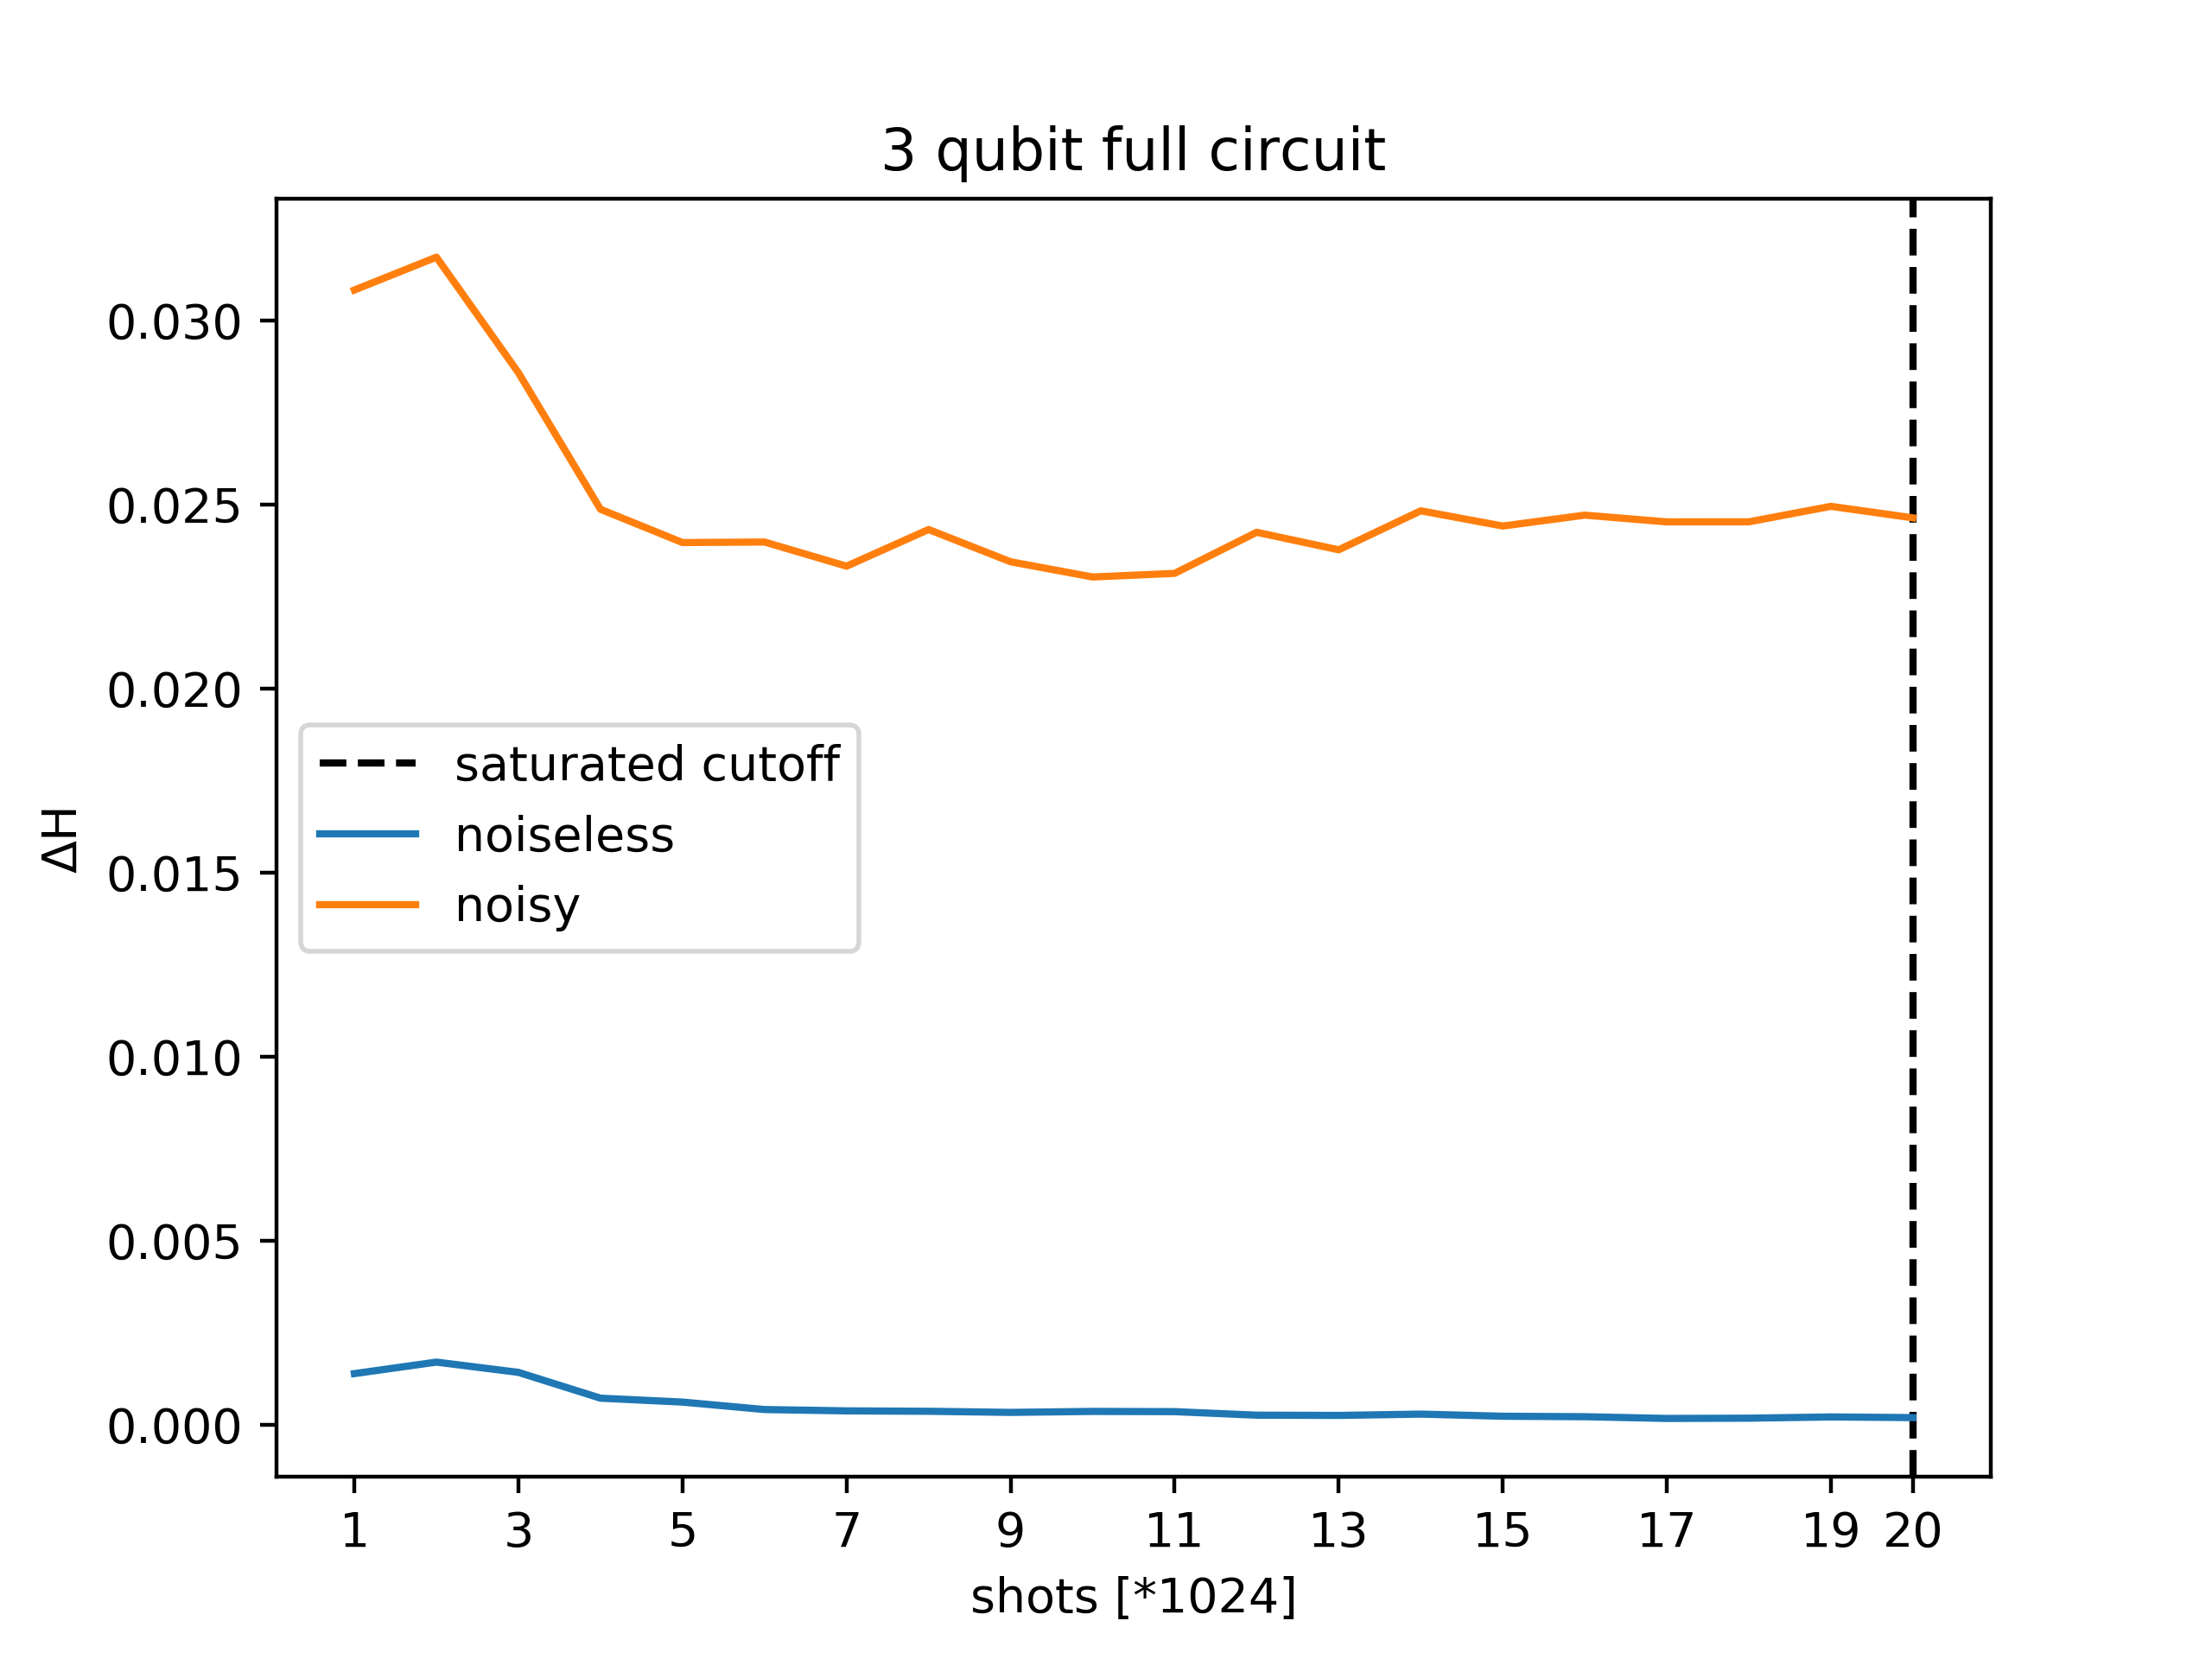 3 qubit full circuit
0.030
0.025
0.020
0.015
0.010
0.005
0.000
ΔH
saturated cutoff
noiseless
noisy
1 3 5 7 9 11 13 15 17 19 20
shots [*1024]